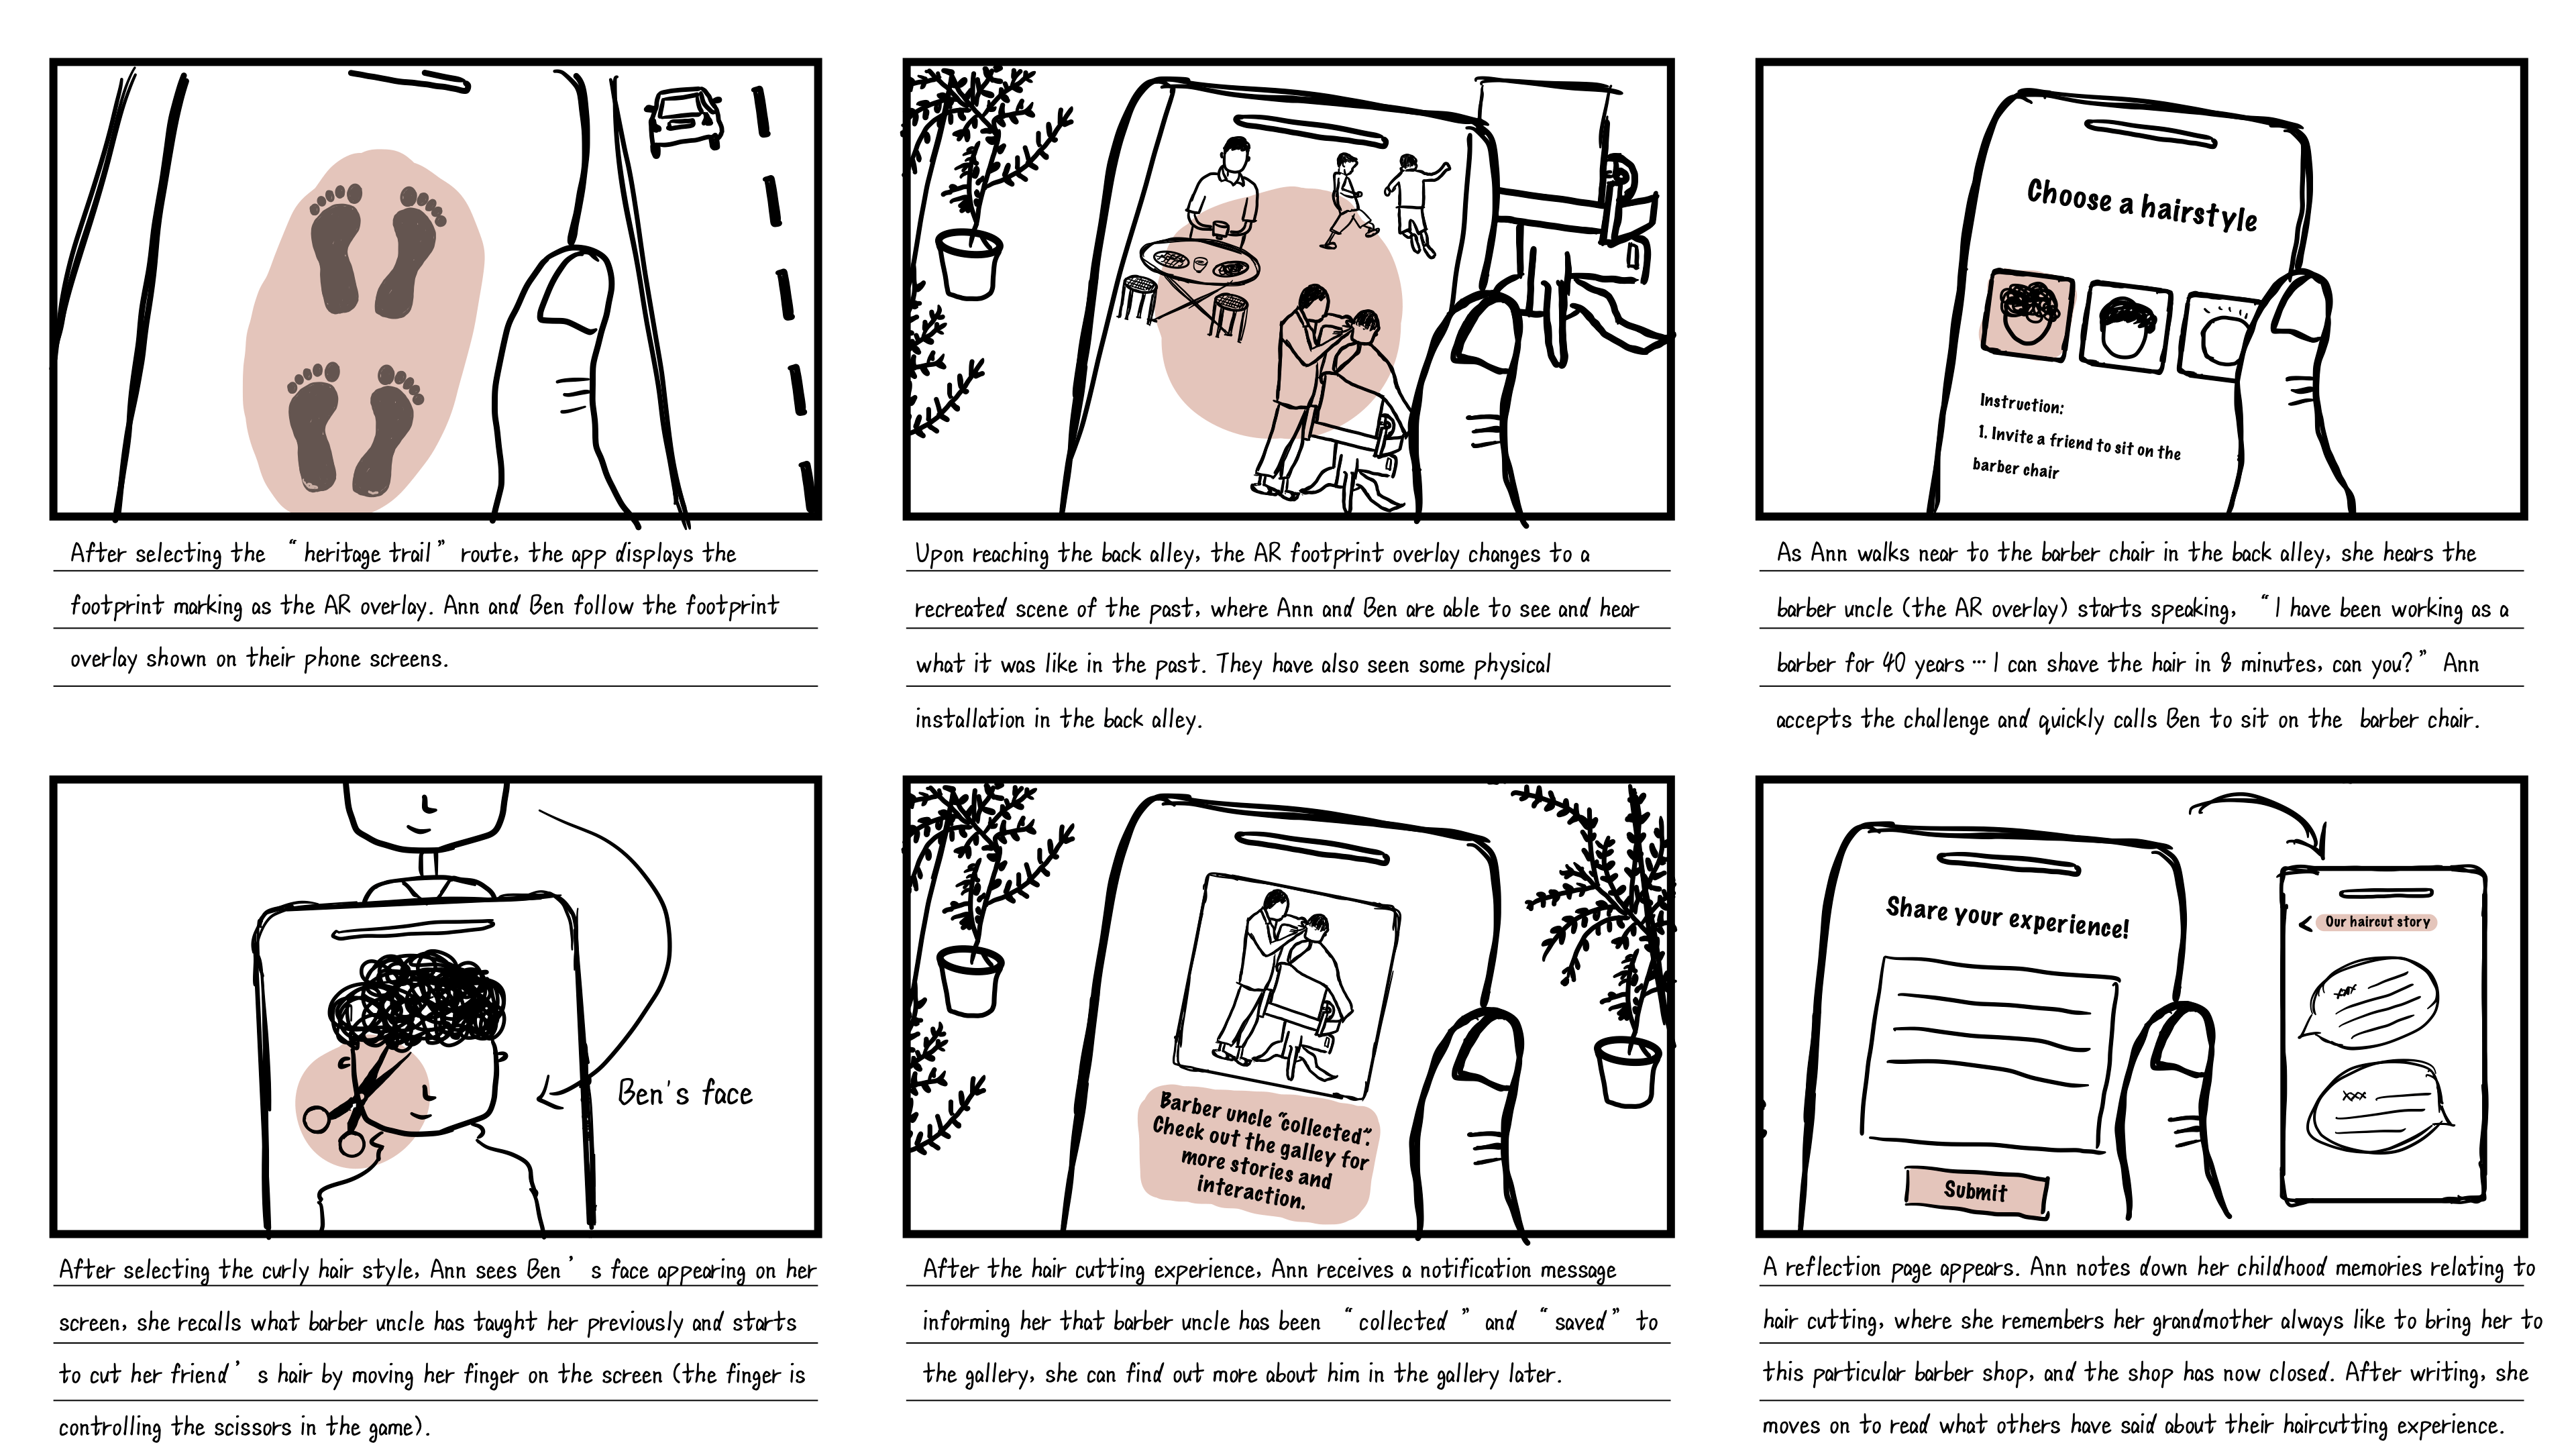 After selecting the “heritage trail” route, the app displays the
footprint marking as the AR overlay. Ann and Ben follow the footprint
overlay shown on their phone screens.
Upon reaching the back alley, the AR footprint overlay changes to a
recreated scene of the past, where Ann and Ben are able to see and hear
what it was like in the past. They have also seen some physical
installation in the back alley.
Choose a hairstyle
Instruction:
1. Invite a friend to sit on the
barber chair
As Ann walks near to the barber chair in the back alley, she hears the
barber uncle (the AR overlay) starts speaking, “I have been working as a
barber for 40 years … I can shave the hair in 8 minutes, can you?” Ann
accepts the challenge and quickly calls Ben to sit on the barber chair.
Ben's face
After selecting the curly hair style, Ann sees Ben’s face appearing on her
screen, she recalls what barber uncle has taught her previously and starts
to cut her friend’s hair by moving her finger on the screen (the finger is
controlling the scissors in the game).
Barber uncle “collected”.
Check out the galley for
more stories and
interaction.
After the hair cutting experience, Ann receives a notification message
informing her that barber uncle has been “collected” and “saved” to
the gallery, she can find out more about him in the gallery later.
Share your experience!
Submit
< Our haircut story
xxx
xxx
A reflection page appears. Ann notes down her childhood memories relating to
hair cutting, where she remembers her grandmother always like to bring her to
this particular barber shop, and the shop has now closed. After writing, she
moves on to read what others have said about their haircutting experience.